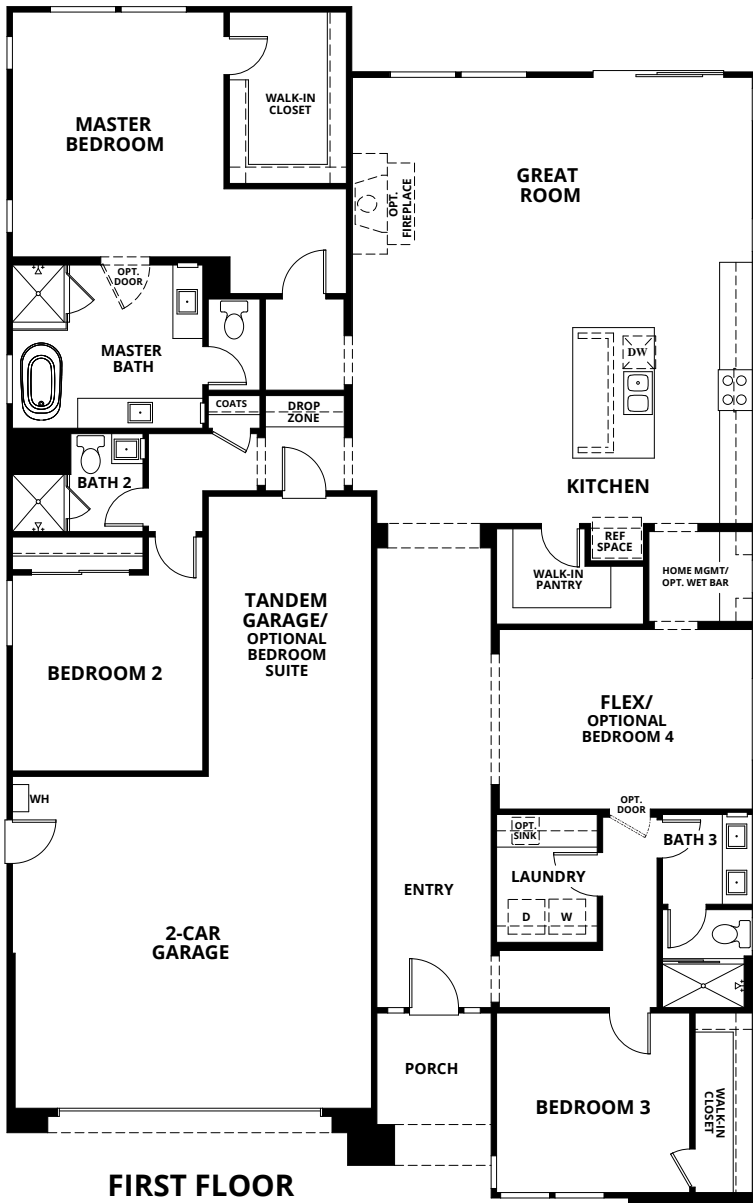 WALK-IN
CLOSET
MASTER
BEDROOM
GREAT
ROOM
OPT.
FIREPLACE
OPT.
DOOR
MASTER
BATH
DW
COATS
DROP
ZONE
BATH 2
KITCHEN
REF
SPACE
WALK-IN
PANTRY
HOME MGMT/
OPT. WET BAR
TANDEM
GARAGE/
OPTIONAL
BEDROOM
SUITE
BEDROOM 2
FLEX/
OPTIONAL
BEDROOM 4
WH
OPT.
DOOR
OPT.
SINK
BATH 3
LAUNDRY
ENTRY
D
W
2-CAR
GARAGE
PORCH
BEDROOM 3
WALK-IN
CLOSET
FIRST FLOOR